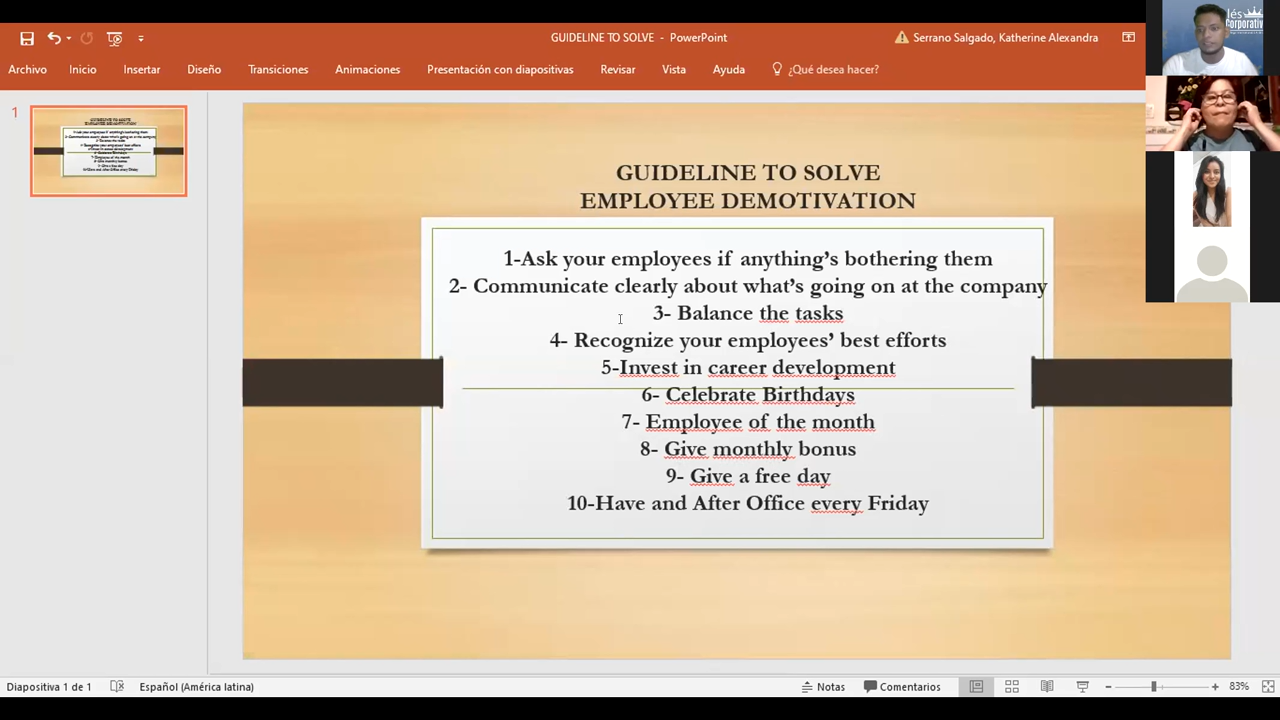 GUIDELINE TO SOLVE - PowerPoint
Serrano Salgado, Katherine Alexandra
Archivo Inicio Insertar Diseño Transiciones Animaciones Presentación con diapositivas Revisar Vista Ayuda ¿Qué desea hacer?
lés
Corporativ
1
GUIDELINE TO SOLVE
EMPLOYEE DEMOTIVATION
1-Ask your employees if anything's bothering them
2- Communicate clearly about what's going on at the company
3- Balance the tasks
4- Recognize your employees' best efforts
5-Invest in career development
6- Celebrate Birthdays
7- Employee of the month
8- Give monthly bonus
9- Give a free day
10-Have and After Office every Friday
Diapositiva 1 de 1 Español (América latina) Notas Comentarios 83%